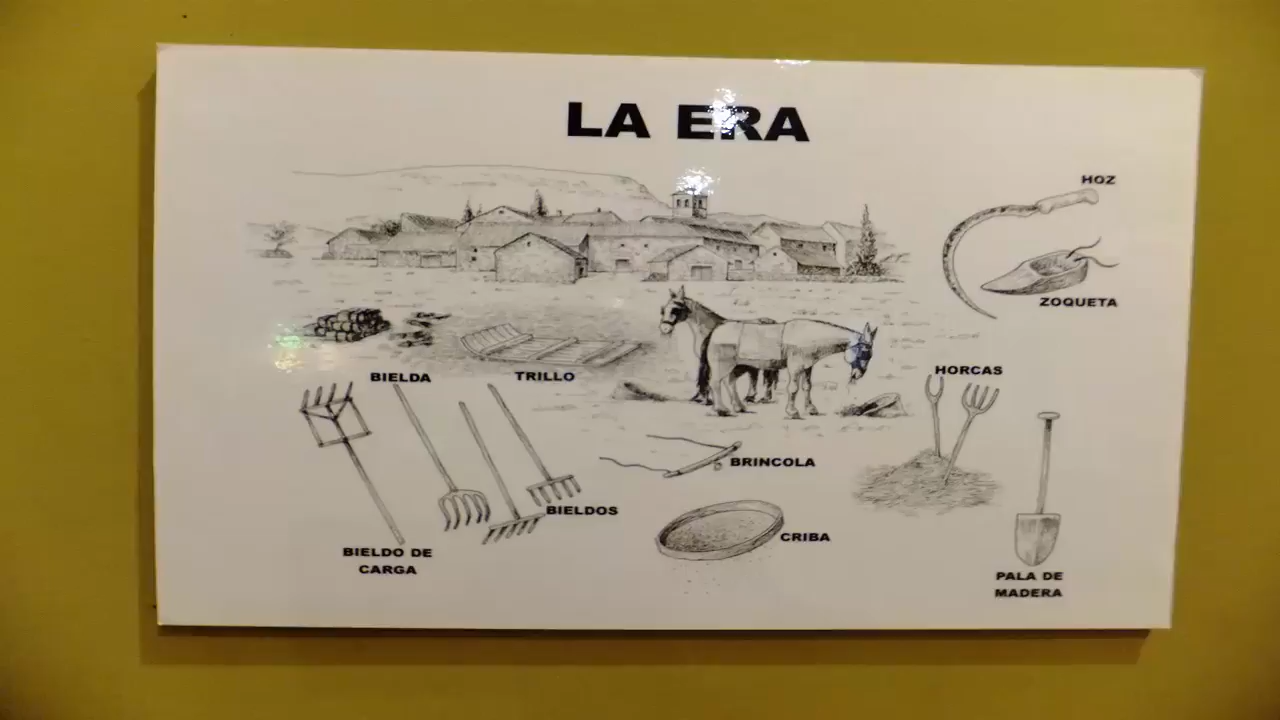 LA ERA
HOZ
ZOQUETA
BIELDA
TRILLO
HORCAS
BRINCOLA
BIELDOS
CRIBA
BIELDO DE
CARGA
PALA DE
MADERA